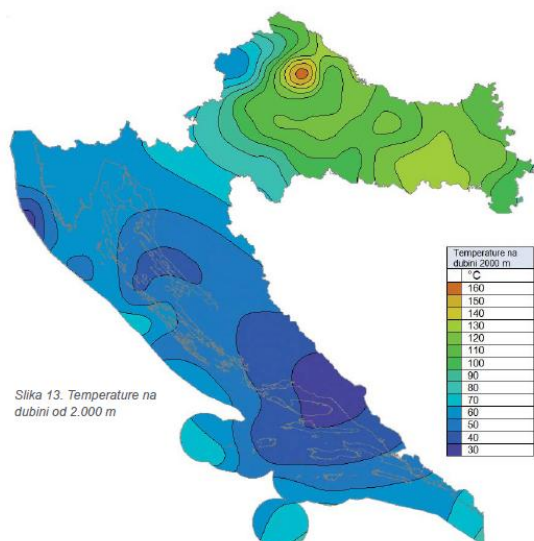 Temperature na
dubini 2000 m
°C
160
150
140
130
120
110
100
90
80
70
60
50
40
30
Slika 13. Temperature na
dubini od 2.000 m